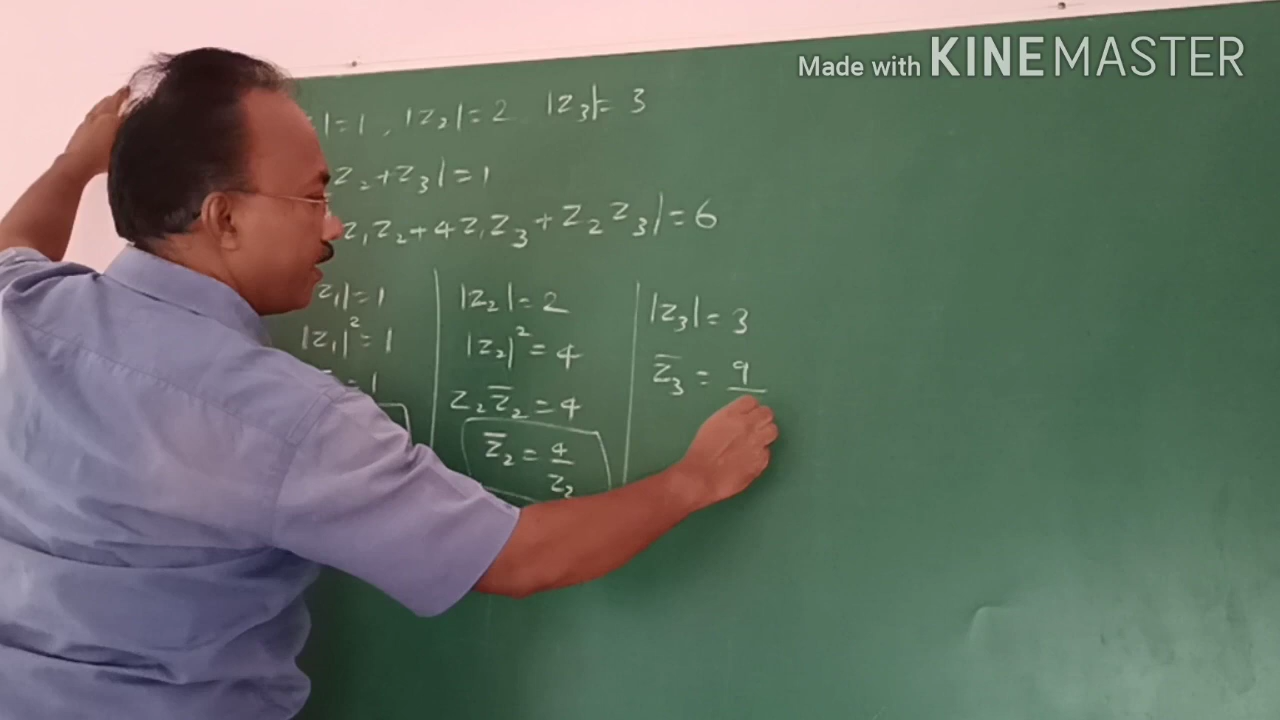 Made with KINEMASTER
|=1, |z₂|=2 |z₃|=3
z₂+z₃|=1
z₁z₂+4z₁z₃+z₂z₃|=6
z₁|=1
|z₁|²=1
=1
|z₂|=2
|z₂|²=4
z₂z̅₂=4
z̅₂=4/z₂
|z₃|=3
z̅₃=9